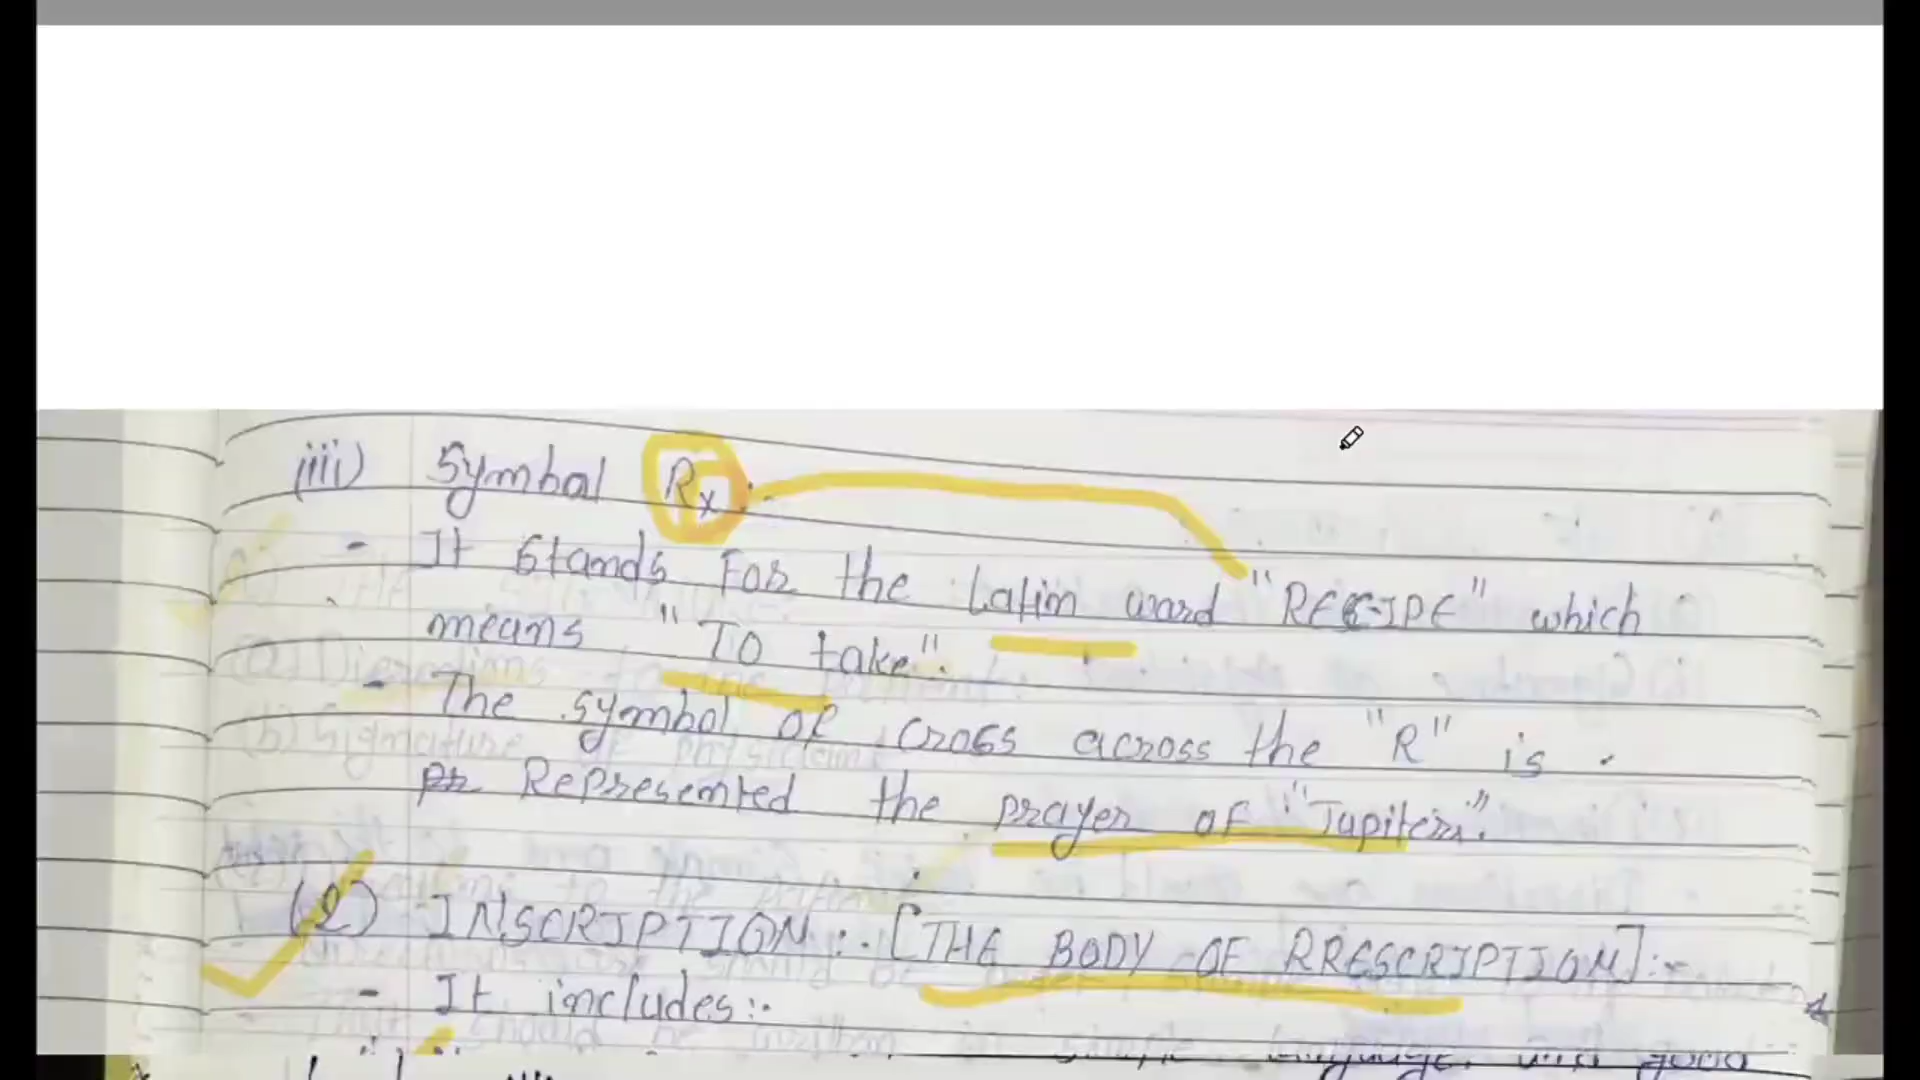 (iii) Symbol Rx :-
- It stands For the Latin word "RECIPE" which
means "To take".
- The symbol of cross across the "R" is
Represented the prayer of "Jupiter".
(2) INSCRIPTION :- [THE BODY OF PRESCRIPTION] :-
- It includes :-